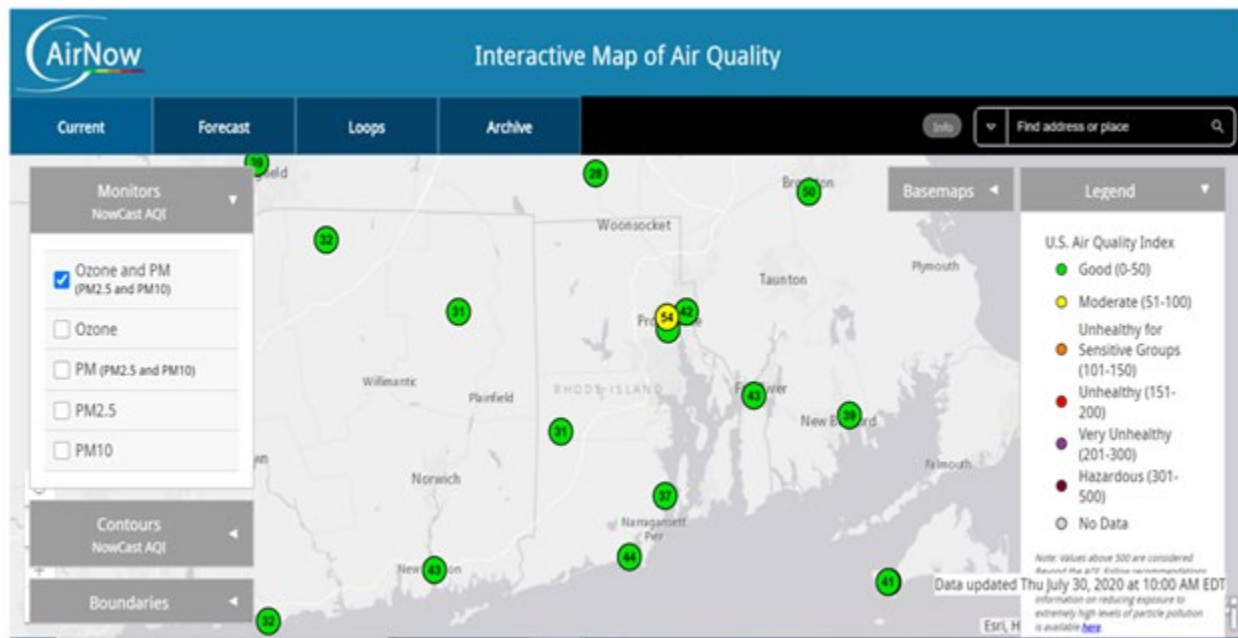 AirNow
Interactive Map of Air Quality
Current
Forecast
Loops
Archive
Info
Find address or place
Monitors
NowCast AQI
Ozone and PM
(PM2.5 and PM10)
Ozone
PM (PM2.5 and PM10)
PM2.5
PM10
Contours
NowCast AQI
Boundaries
Basemaps
Legend
U.S. Air Quality Index
Good (0-50)
Moderate (51-100)
Unhealthy for
Sensitive Groups
(101-150)
Unhealthy (151-
200)
Very Unhealthy
(201-300)
Hazardous (301-
500)
No Data
Note: Values above 500 are considered
Data updated Thu July 30, 2020 at 10:00 AM EDT
information on reducing exposure to
extremely high levels of particle pollution
is available here.
Esri, H
39
28
50
Woonsocket
32
Plymouth
Taunton
31
54
42
Willimantic
Plainfield
RHODE ISLAND
43
39
31
Falmouth
Norwich
37
Narragansett
Pier
44
43
41
32